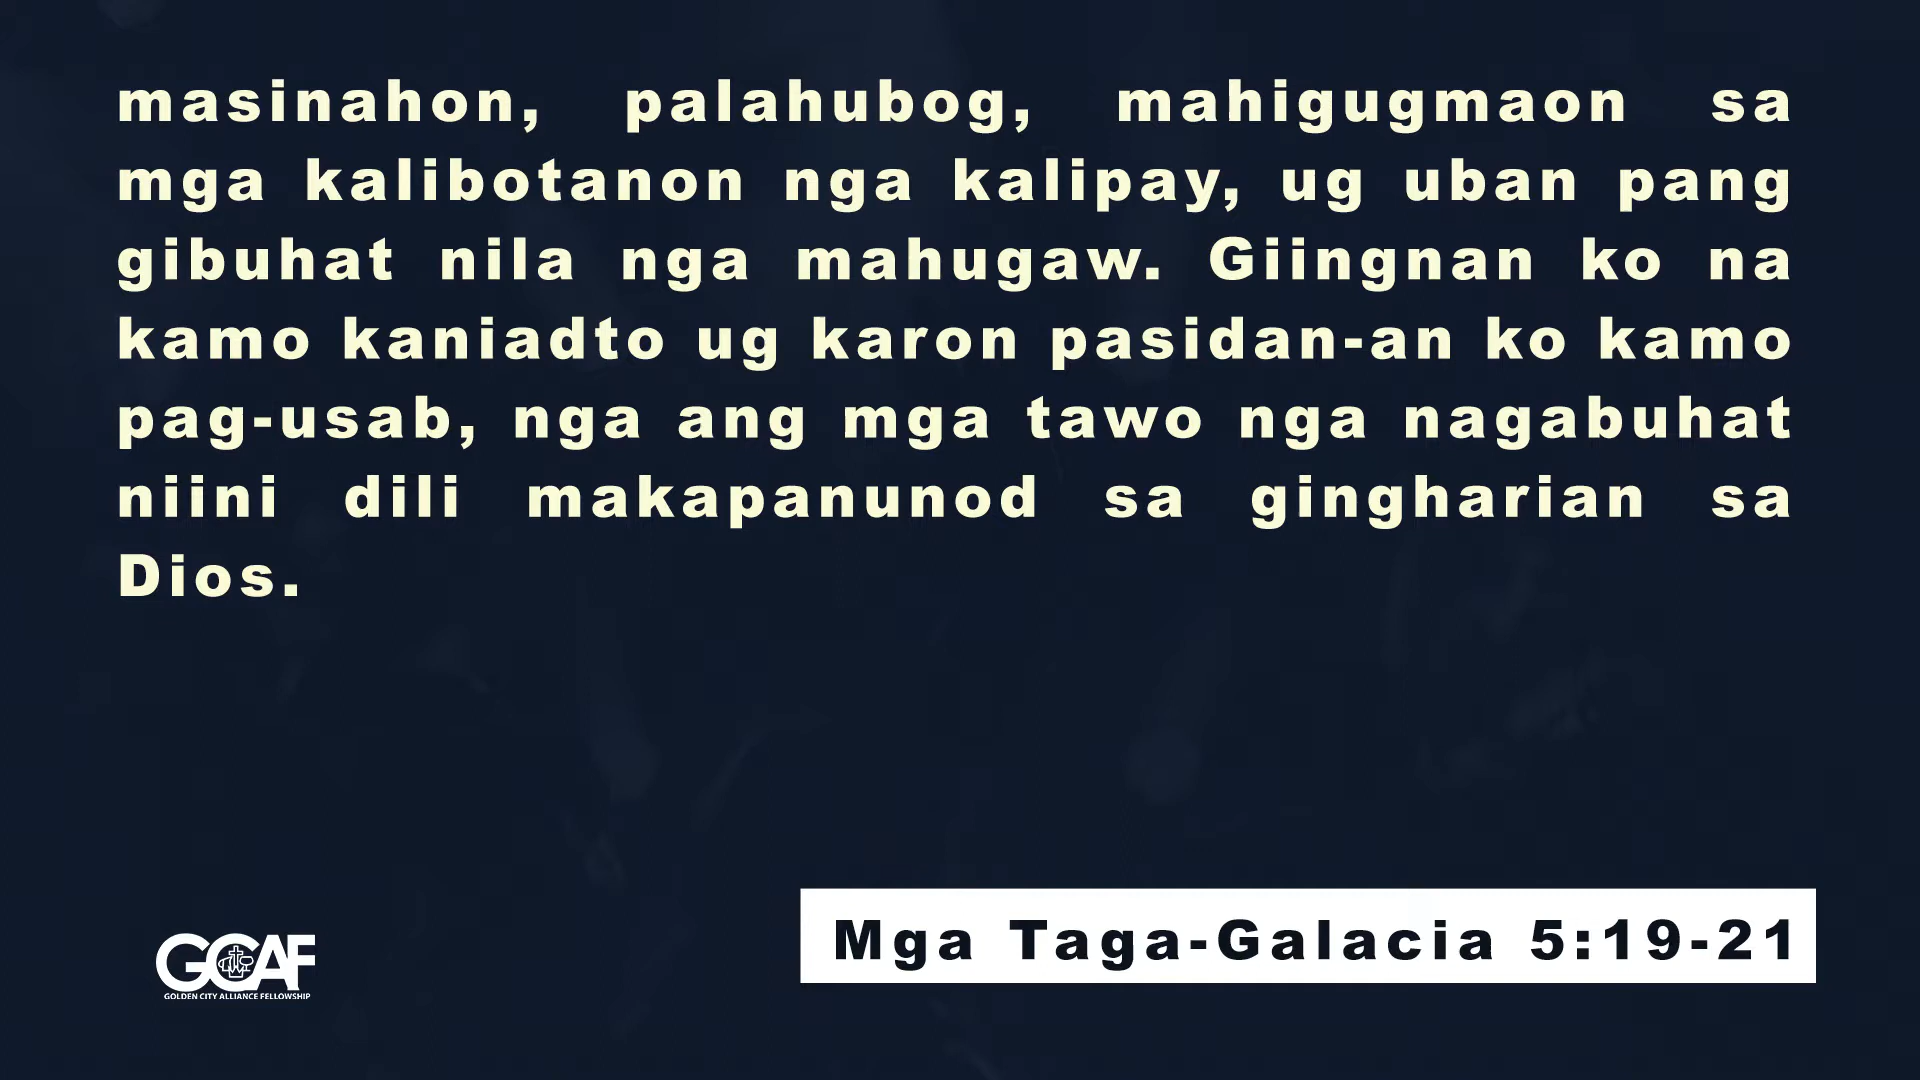 masinahon, palahubog, mahigugmaon sa
mga kalibotanon nga kalipay, ug uban pang
gibuhat nila nga mahugaw. Giingnan ko na
kamo kaniadto ug karon pasidan-an ko kamo
pag-usab, nga ang mga tawo nga nagabuhat
niini dili makapanunod sa gingharian sa
Dios.
Mga Taga-Galacia 5:19-21
GCAF
GOLDEN CITY ALLIANCE FELLOWSHIP